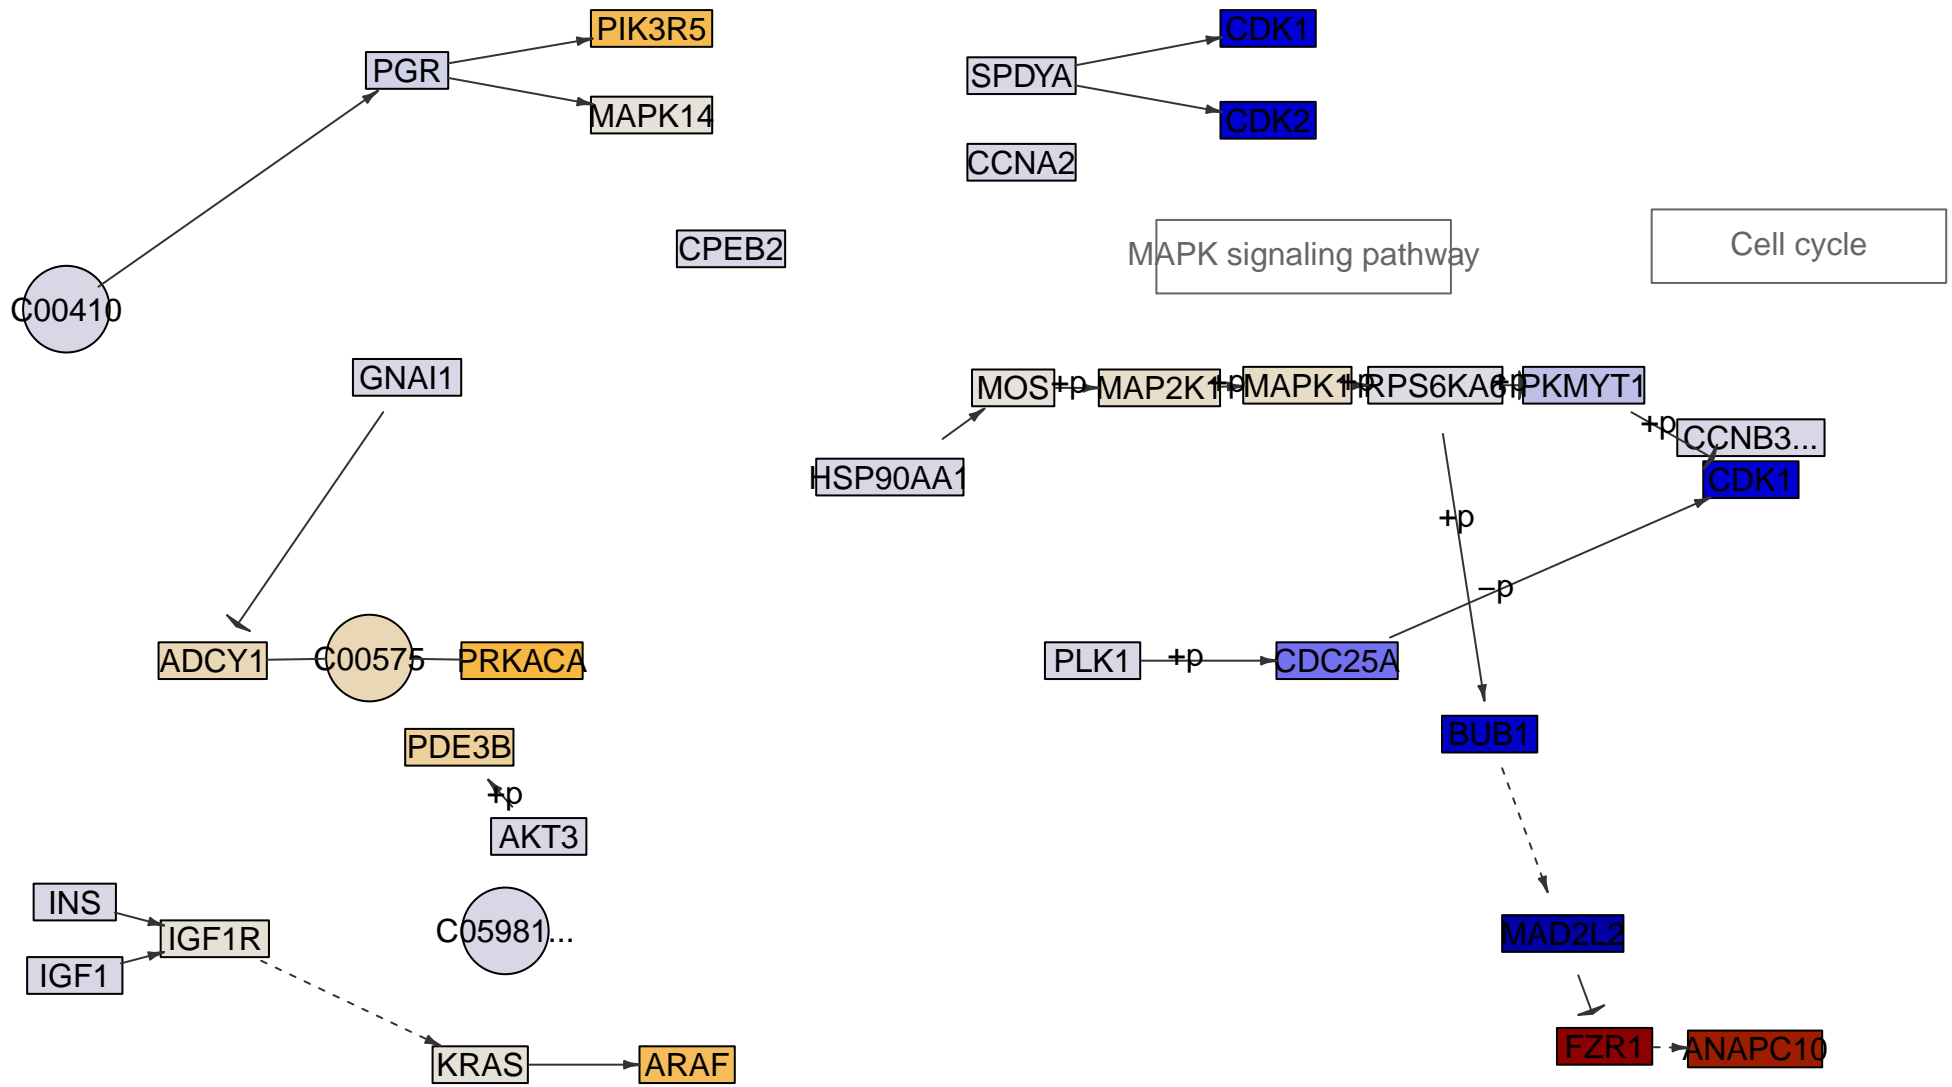 PIK3R5
CDK1
PGR
SPDYA
MAPK14
CDK2
CCNA2
CPEB2
MAPK signaling pathway
Cell cycle
C00410
GNAI1
MOS
+p
MAP2K1
+p
MAPK1
+p
RPS6KA6
+p
PKMYT1
+p
CCNB3...
HSP90AA1
CDK1
+p
−p
ADCY1
C00575
PRKACA
PLK1
+p
CDC25A
BUB1
PDE3B
+p
AKT3
INS
IGF1R
C05981...
MAD2L2
IGF1
KRAS
ARAF
FZR1
ANAPC10